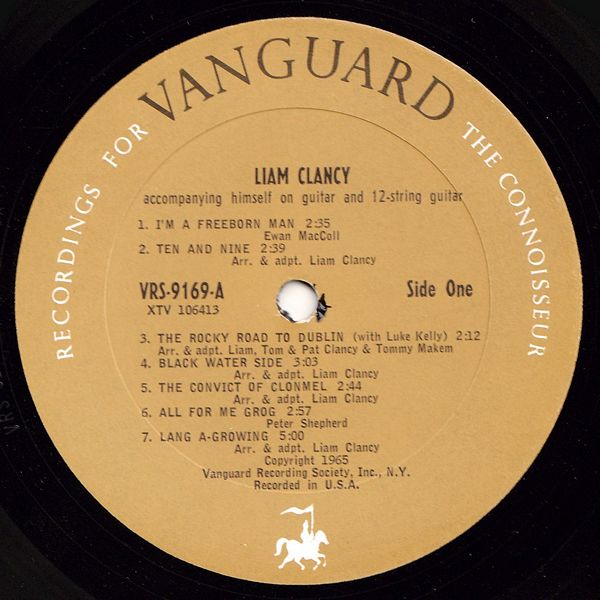 RECORDINGS FOR VANGUARD THE CONNOISSEUR
LIAM CLANCY
accompanying himself on guitar and 12-string guitar
1. I'M A FREEBORN MAN 2:35
Ewan MacColl
2. TEN AND NINE 2:39
Arr. & adpt. Liam Clancy
VRS-9169-A Side One
XTV 106413
3. THE ROCKY ROAD TO DUBLIN (with Luke Kelly) 2:12
Arr. & adpt. Liam, Tom & Pat Clancy & Tommy Makem
4. BLACK WATER SIDE 3:03
Arr. & adpt. Liam Clancy
5. THE CONVICT OF CLONMEL 2:44
Arr. & adpt. Liam Clancy
6. ALL FOR ME GROG 2:57
Peter Shepherd
7. LANG A-GROWING 5:00
Arr. & adpt. Liam Clancy
Copyright 1965
Vanguard Recording Society, Inc., N.Y.
Recorded in U.S.A.